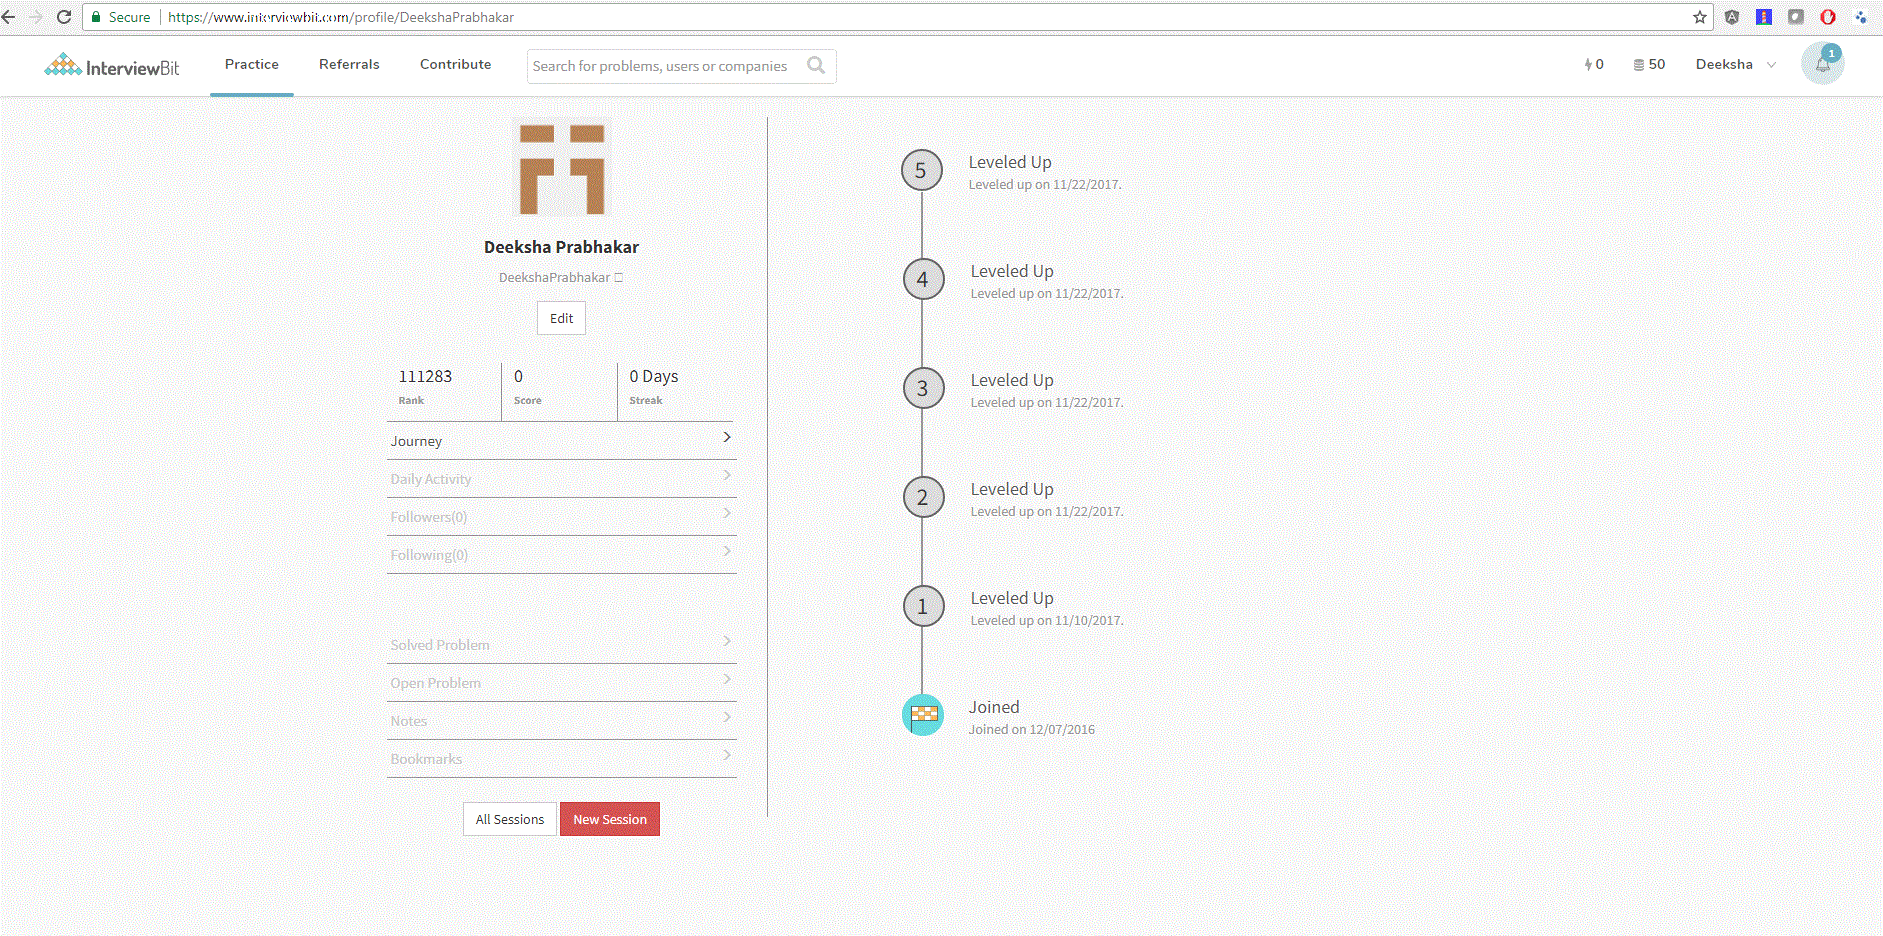 Secure https://www.interviewbit.com/profile/DeekshaPrabhakar
InterviewBit Practice Referrals Contribute Search for problems, users or companies 0 50 Deeksha 1
Deeksha Prabhakar
DeekshaPrabhakar
Edit
111283 0 0 Days
Rank Score Streak
Journey
Daily Activity
Followers(0)
Following(0)
Solved Problem
Open Problem
Notes
Bookmarks
All Sessions New Session
5 Leveled Up
Leveled up on 11/22/2017.
4 Leveled Up
Leveled up on 11/22/2017.
3 Leveled Up
Leveled up on 11/22/2017.
2 Leveled Up
Leveled up on 11/22/2017.
1 Leveled Up
Leveled up on 11/10/2017.
Joined
Joined on 12/07/2016